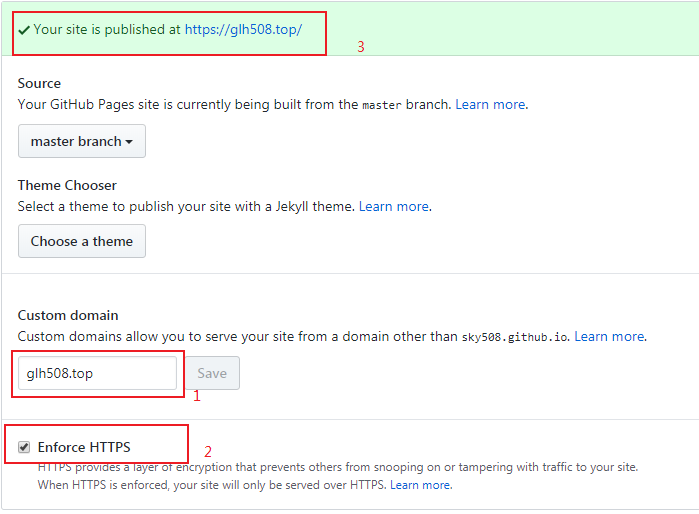 ✓ Your site is published at https://glh508.top/
3
Source
Your GitHub Pages site is currently being built from the master branch. Learn more.
master branch
Theme Chooser
Select a theme to publish your site with a Jekyll theme. Learn more.
Choose a theme
Custom domain
Custom domains allow you to serve your site from a domain other than sky508.github.io. Learn more.
glh508.top Save
1
Enforce HTTPS
2
HTTPS provides a layer of encryption that prevents others from snooping on or tampering with traffic to your site.
When HTTPS is enforced, your site will only be served over HTTPS. Learn more.